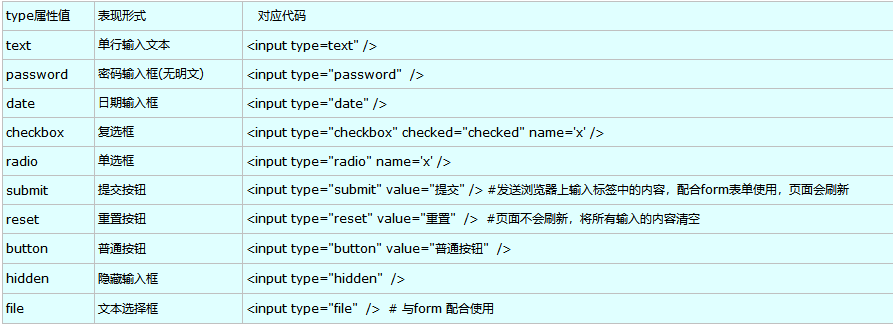 type属性值 表现形式 对应代码
text 单行输入文本 <input type=text" />
password 密码输入框(无明文) <input type="password" />
date 日期输入框 <input type="date" />
checkbox 复选框 <input type="checkbox" checked="checked" name='x' />
radio 单选框 <input type="radio" name='x' />
submit 提交按钮 <input type="submit" value="提交" /> #发送浏览器上输入标签中的内容，配合form表单使用，页面会刷新
reset 重置按钮 <input type="reset" value="重置" /> #页面不会刷新，将所有输入的内容清空
button 普通按钮 <input type="button" value="普通按钮" />
hidden 隐藏输入框 <input type="hidden" />
file 文本选择框 <input type="file" /> # 与form 配合使用